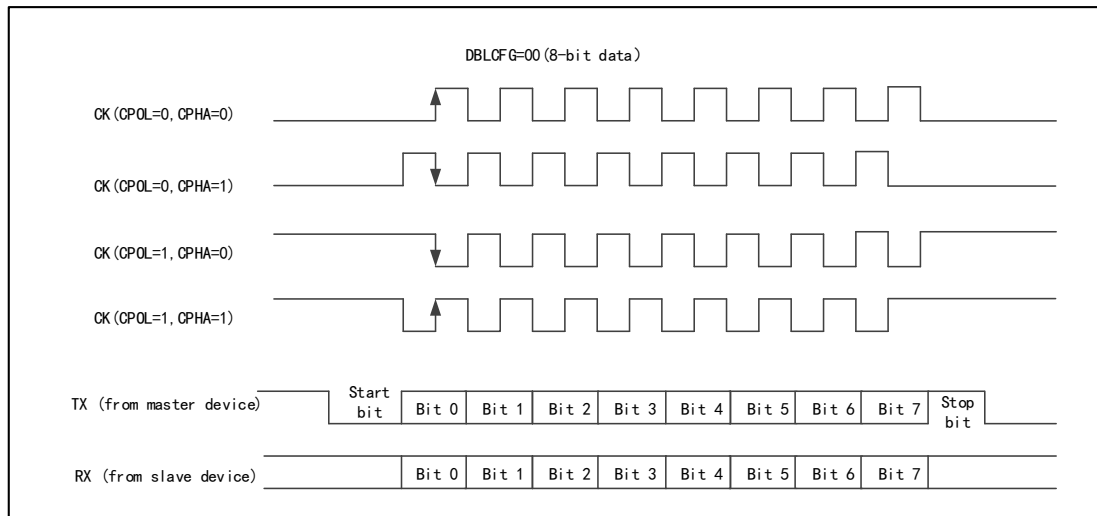 DBLCFG=00(8-bit data)
CK(CPOL=0,CPHA=0)
CK(CPOL=0,CPHA=1)
CK(CPOL=1,CPHA=0)
CK(CPOL=1,CPHA=1)
TX (from master device) Start bit Bit 0 Bit 1 Bit 2 Bit 3 Bit 4 Bit 5 Bit 6 Bit 7 Stop bit
RX (from slave device) Bit 0 Bit 1 Bit 2 Bit 3 Bit 4 Bit 5 Bit 6 Bit 7